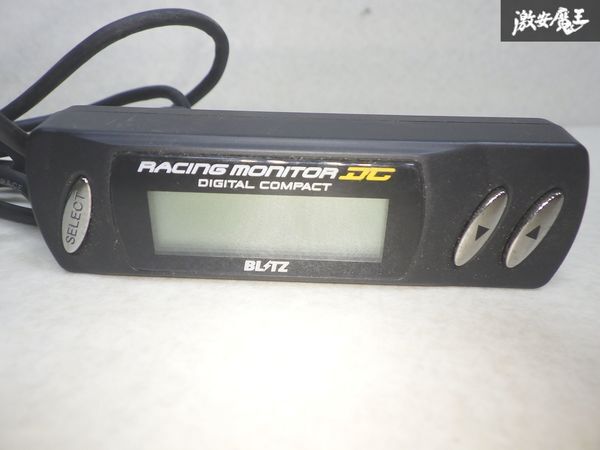 激安魔王
RACING MONITOR DC
DIGITAL COMPACT
SELECT
BLITZ